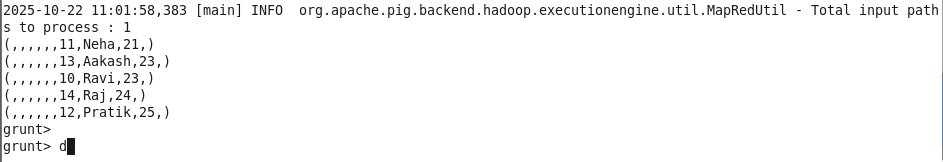 2025-10-22 11:01:58,383 [main] INFO  org.apache.pig.backend.hadoop.executionengine.util.MapRedUtil - Total input path
s to process : 1
(,,,,,,11,Neha,21,)
(,,,,,,13,Aakash,23,)
(,,,,,,10,Ravi,23,)
(,,,,,,14,Raj,24,)
(,,,,,,12,Pratik,25,)
grunt>
grunt> d